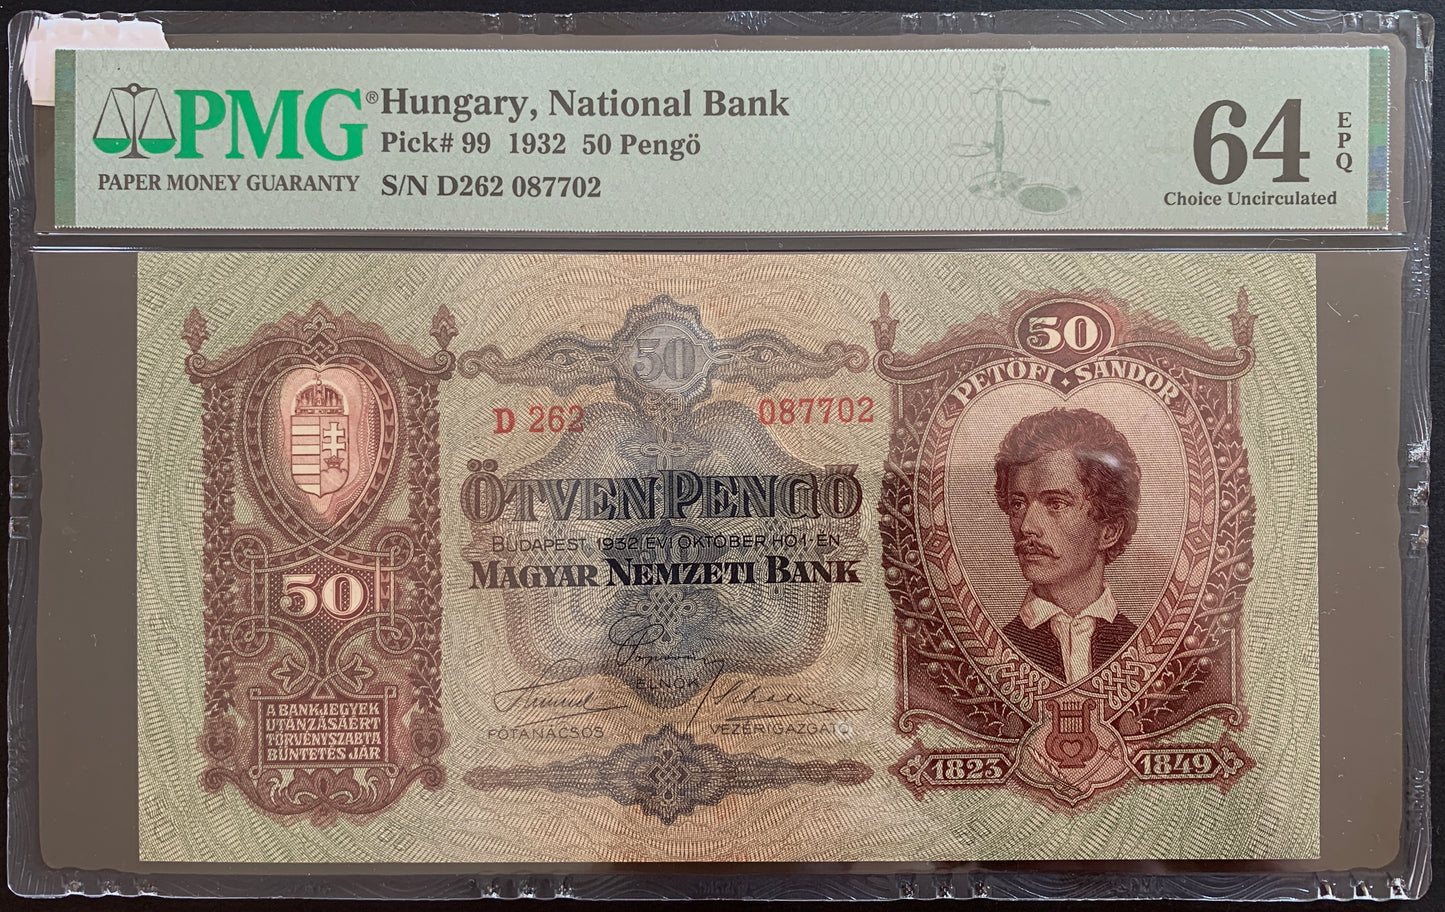 PMG® Hungary, National Bank
Pick# 99 1932 50 Pengö
PAPER MONEY GUARANTY S/N D262 087702
64 EPQ
Choice Uncirculated
50
50
PETŐFI · SÁNDOR
D 262 087702
ÖTVEN PENGŐ
BUDAPEST, 1932. ÉVI OKTÓBER HÓ 1-ÉN
MAGYAR NEMZETI BANK
50
ELNÖK
FŐTANÁCSOS VEZÉRIGAZGATÓ
A BANKJEGYEK
UTÁNZÁSÁÉRT
TÖRVÉNYSZABTA
BÜNTETÉS JÁR
1823 1849